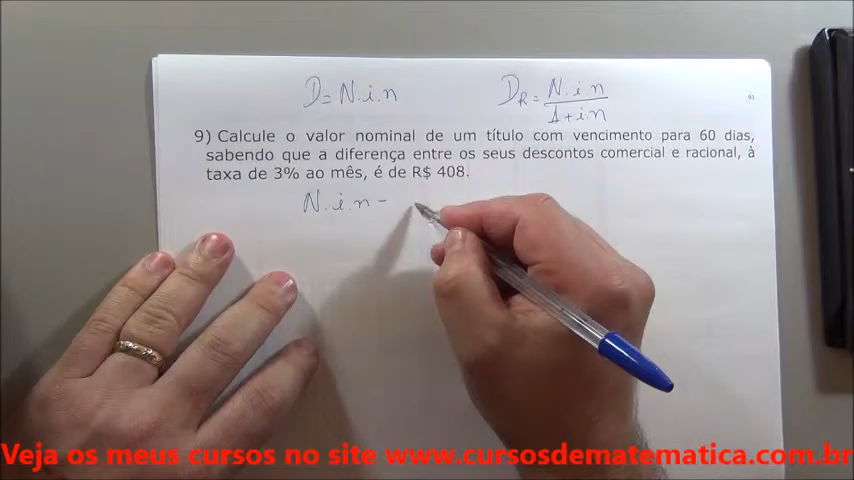 D = N.i.n
D_R = N.i.n / 1+i.n
9) Calcule o valor nominal de um título com vencimento para 60 dias,
sabendo que a diferença entre os seus descontos comercial e racional, à
taxa de 3% ao mês, é de R$ 408.
N.i.n -
Veja os meus cursos no site www.cursosdematematica.com.br